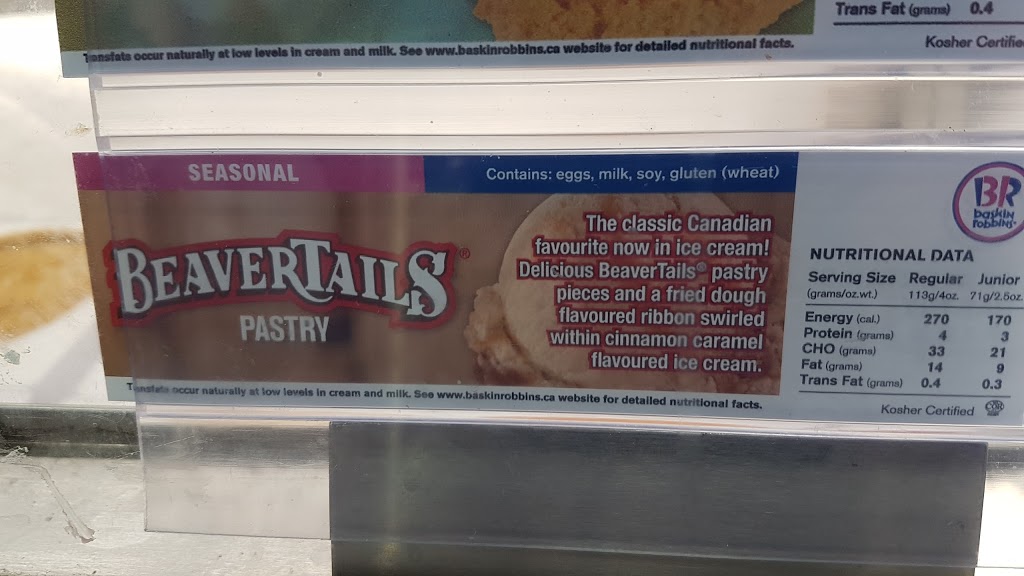 Trans Fat (grams) 0.4
Kosher Certifie
Transfats occur naturally at low levels in cream and milk. See www.baskinrobbins.ca website for detailed nutritional facts.
SEASONAL
Contains: eggs, milk, soy, gluten (wheat)
BEAVERTAILS®
PASTRY
The classic Canadian
favourite now in ice cream!
Delicious BeaverTails® pastry
pieces and a fried dough
flavoured ribbon swirled
within cinnamon caramel
flavoured ice cream.
BR
baskin
robbins
NUTRITIONAL DATA
Serving Size Regular Junior
(grams/oz.wt.) 113g/4oz. 71g/2.5oz.
Energy (cal.) 270 170
Protein (grams) 4 3
CHO (grams) 33 21
Fat (grams) 14 9
Trans Fat (grams) 0.4 0.3
Kosher Certified COR
Transfats occur naturally at low levels in cream and milk. See www.baskinrobbins.ca website for detailed nutritional facts.